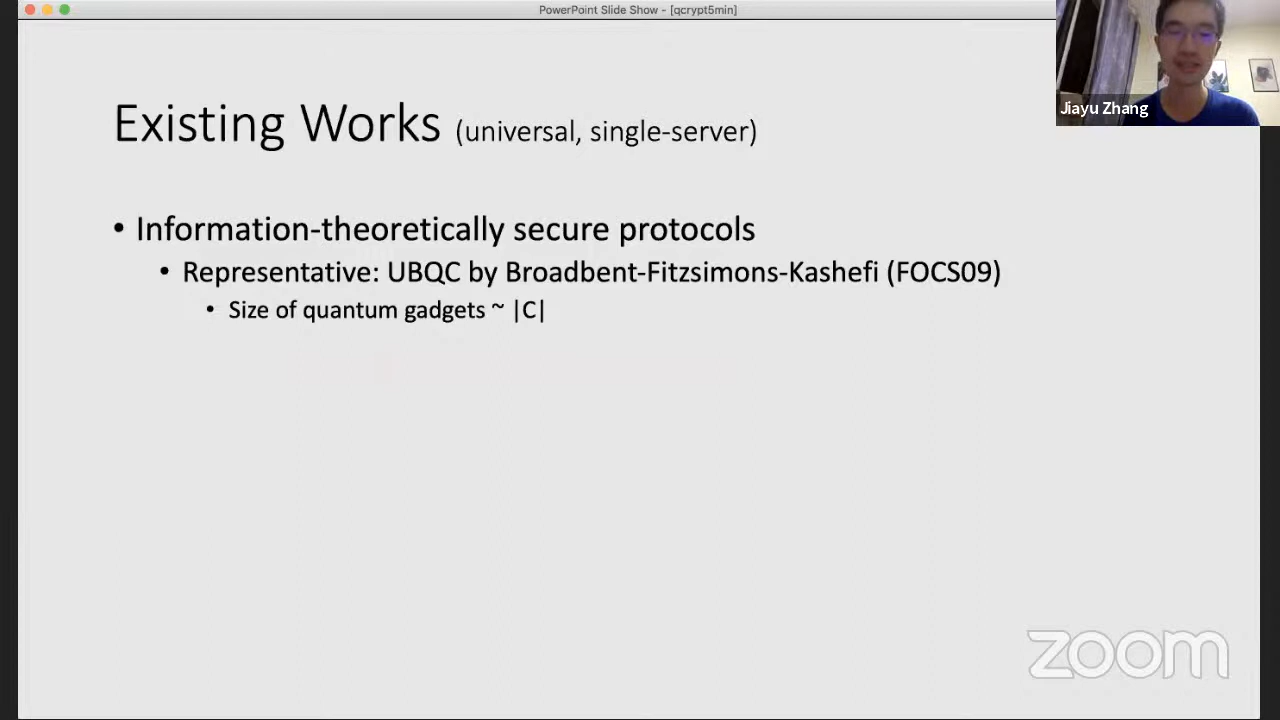 PowerPoint Slide Show - [qcrypt5min]
Jiayu Zhang
Existing Works (universal, single-server)
• Information-theoretically secure protocols
• Representative: UBQC by Broadbent-Fitzsimons-Kashefi (FOCS09)
• Size of quantum gadgets ~ |C|
zoom